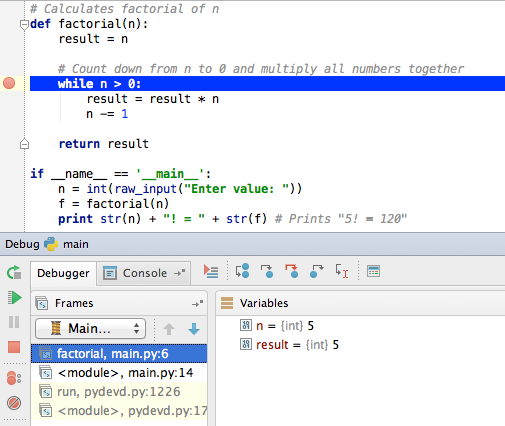 # Calculates factorial of n
def factorial(n):
result = n
# Count down from n to 0 and multiply all numbers together
while n > 0:
result = result * n
n -= 1
return result
if __name__ == '__main__':
n = int(raw_input("Enter value: "))
f = factorial(n)
print str(n) + "! = " + str(f) # Prints "5! = 120"
Debug main
Debugger Console
Frames Variables
Main...
n = {int} 5
result = {int} 5
factorial, main.py:6
<module>, main.py:14
run, pydevd.py:1226
<module>, pydevd.py:17